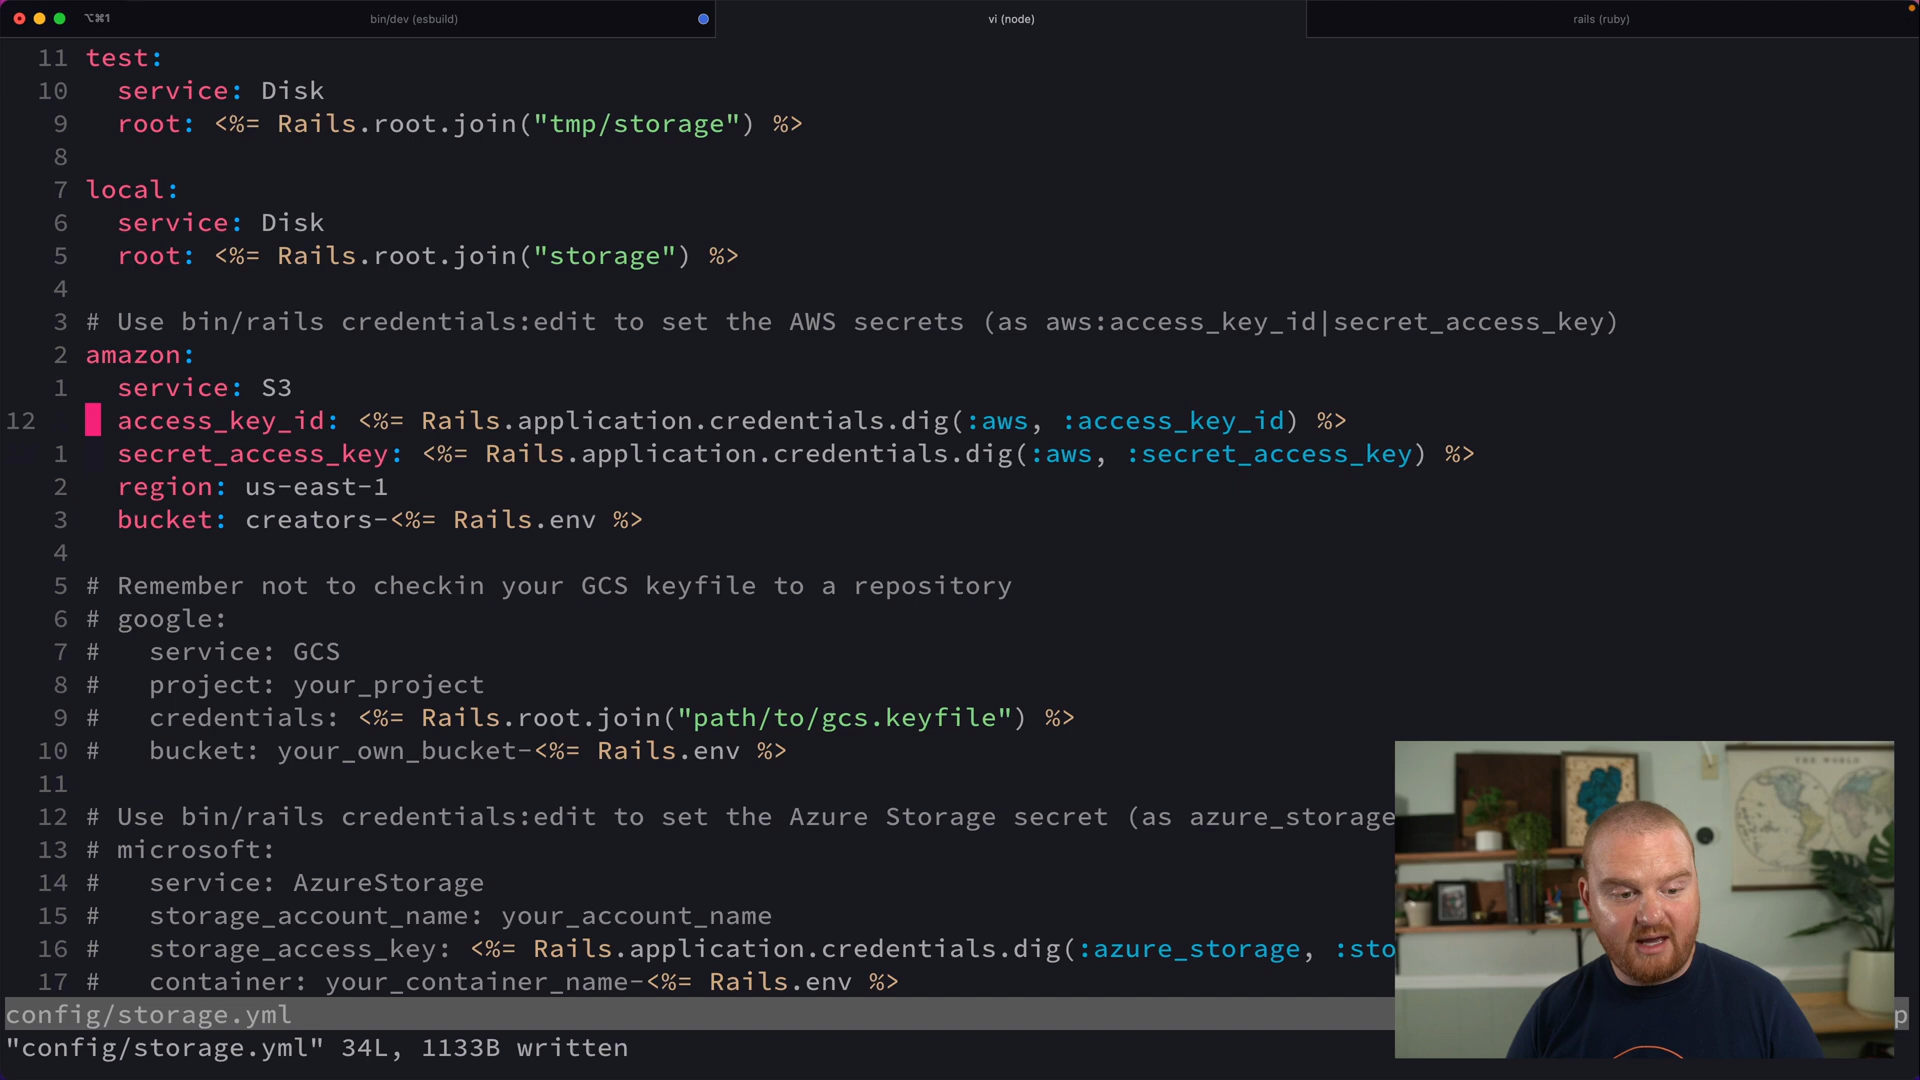 ⌥⌘1
bin/dev (esbuild)
vi (node)
rails (ruby)
11 test:
10   service: Disk
9   root: <%= Rails.root.join("tmp/storage") %>
8
7 local:
6   service: Disk
5   root: <%= Rails.root.join("storage") %>
4
3 # Use bin/rails credentials:edit to set the AWS secrets (as aws:access_key_id|secret_access_key)
2 amazon:
1   service: S3
12   access_key_id: <%= Rails.application.credentials.dig(:aws, :access_key_id) %>
1   secret_access_key: <%= Rails.application.credentials.dig(:aws, :secret_access_key) %>
2   region: us-east-1
3   bucket: creators-<%= Rails.env %>
4
5 # Remember not to checkin your GCS keyfile to a repository
6 # google:
7 #   service: GCS
8 #   project: your_project
9 #   credentials: <%= Rails.root.join("path/to/gcs.keyfile") %>
10 #   bucket: your_own_bucket-<%= Rails.env %>
11
12 # Use bin/rails credentials:edit to set the Azure Storage secret (as azure_storage
13 # microsoft:
14 #   service: AzureStorage
15 #   storage_account_name: your_account_name
16 #   storage_access_key: <%= Rails.application.credentials.dig(:azure_storage, :sto
17 #   container: your_container_name-<%= Rails.env %>
config/storage.yml
p
"config/storage.yml" 34L, 1133B written